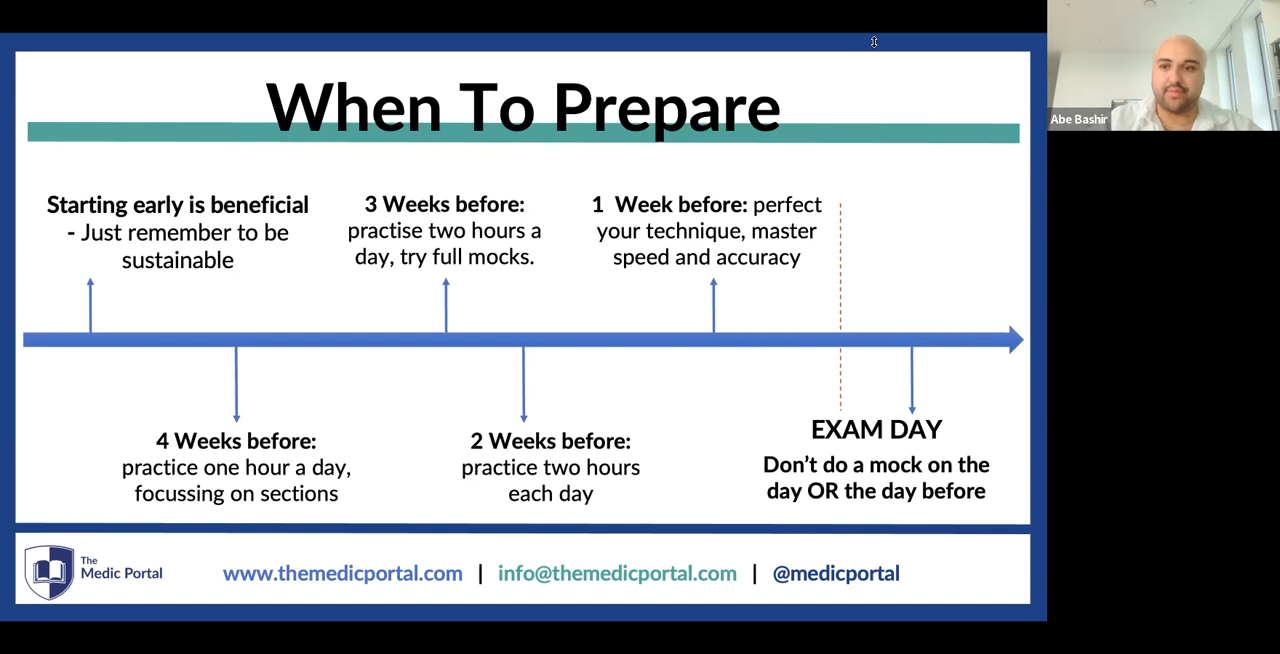 When To Prepare
Starting early is beneficial
- Just remember to be
sustainable
3 Weeks before:
practise two hours a
day, try full mocks.
1 Week before: perfect
your technique, master
speed and accuracy
4 Weeks before:
practice one hour a day,
focussing on sections
2 Weeks before:
practice two hours
each day
EXAM DAY
Don't do a mock on the
day OR the day before
The
Medic Portal
www.themedicportal.com | info@themedicportal.com | @medicportal
Abe Bashir